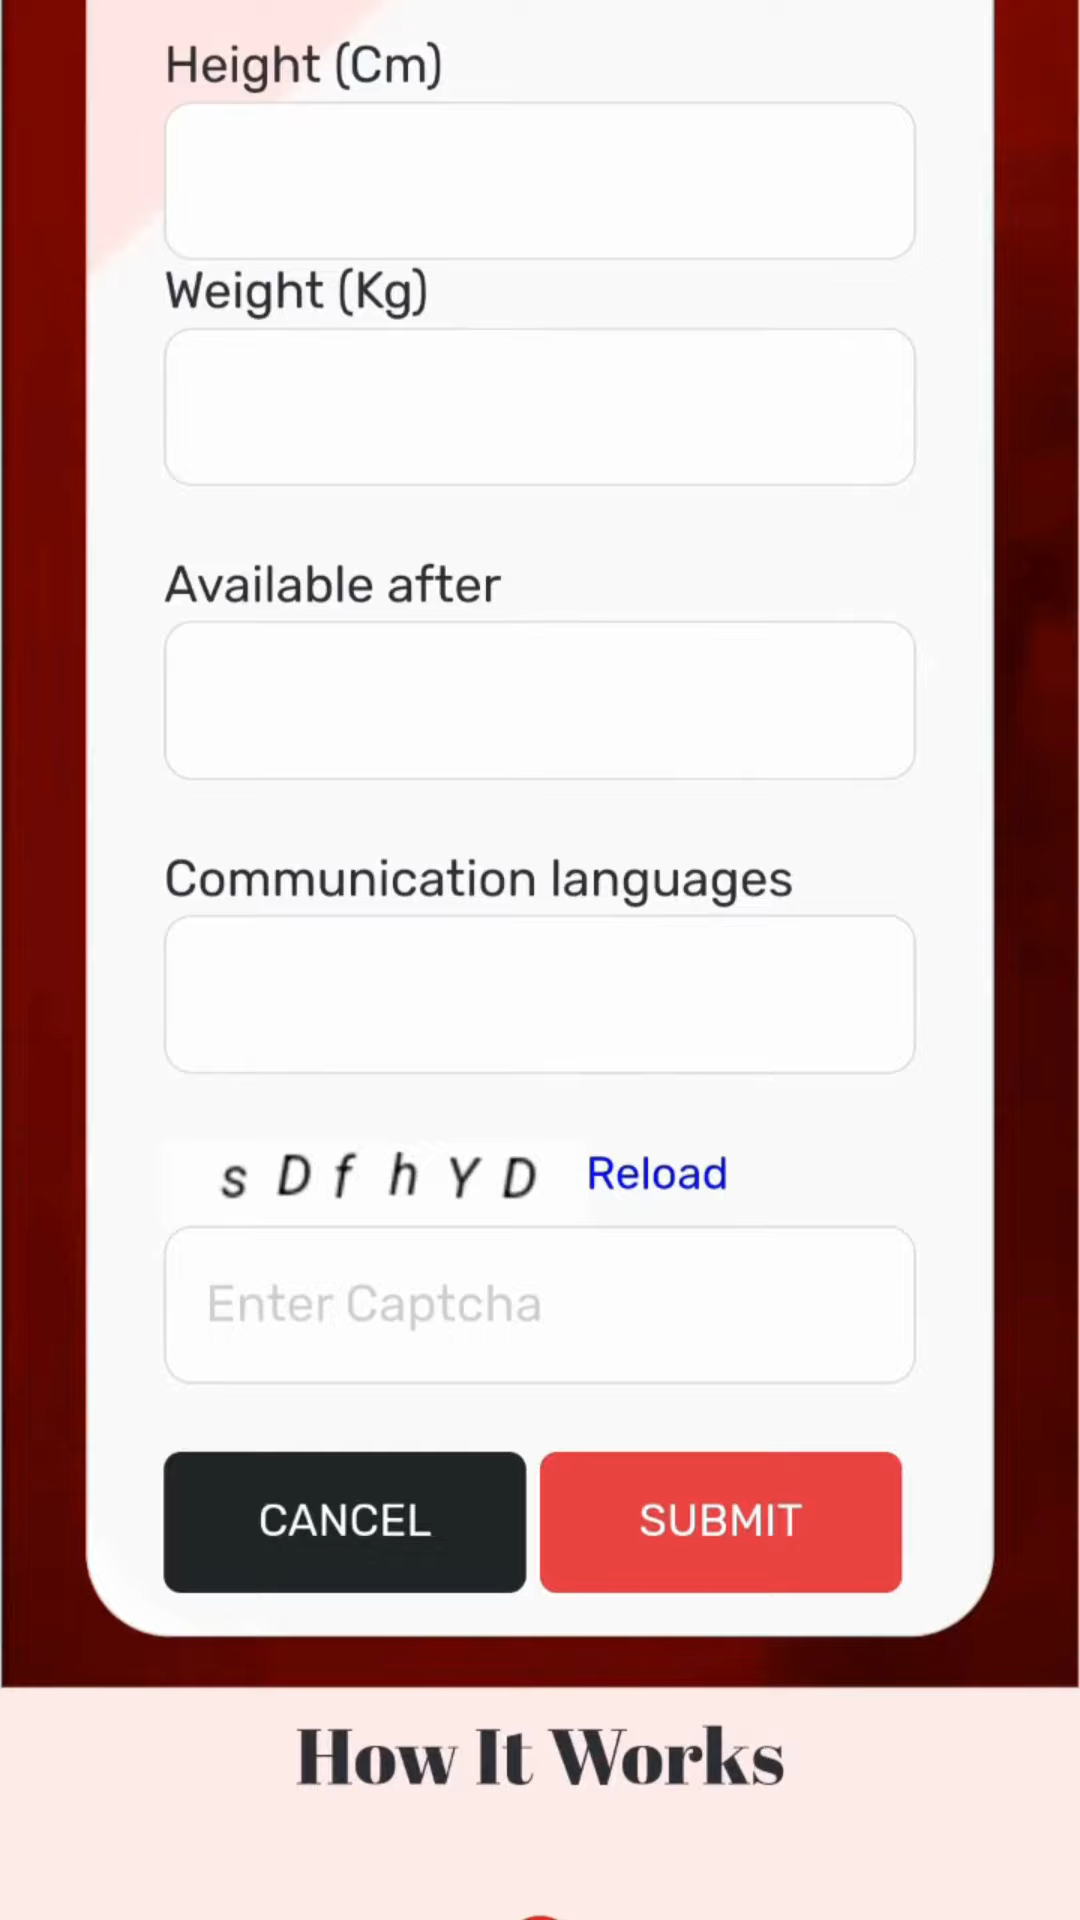 Height (Cm)
Weight (Kg)
Available after
Communication languages
s D f h Y D Reload
Enter Captcha
CANCEL SUBMIT
How It Works